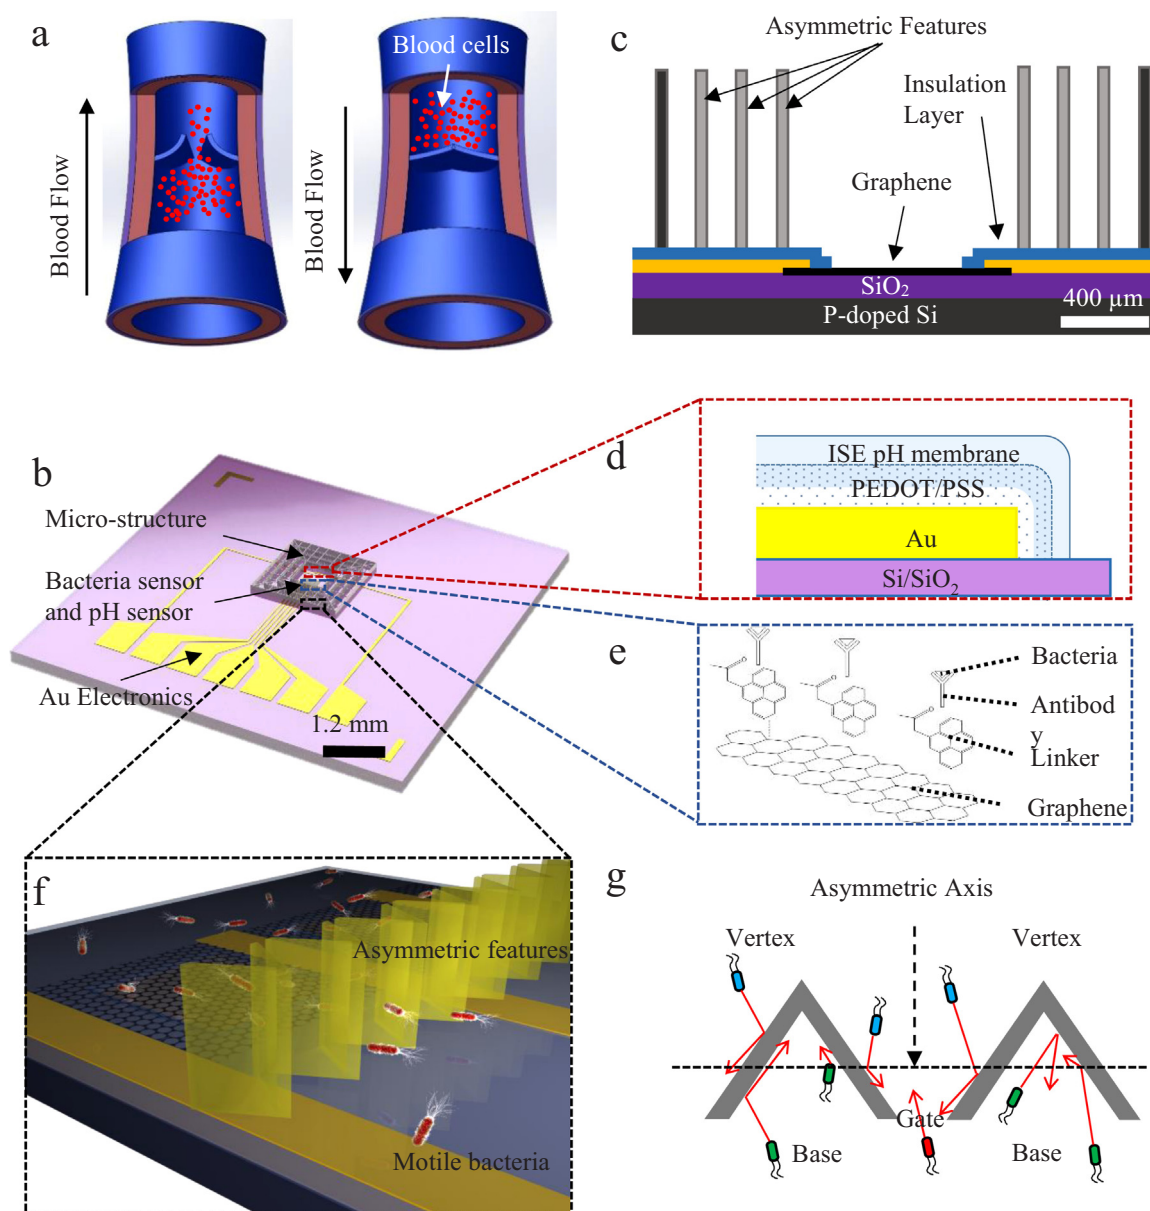 a
Blood Flow
Blood Flow
Blood cells
c
Asymmetric Features
Insulation
Layer
Graphene
SiO₂
P-doped Si
400 µm
b
Micro-structure
Bacteria sensor
and pH sensor
Au Electronics
1.2 mm
d
ISE pH membrane
PEDOT/PSS
Au
Si/SiO₂
e
Bacteria
Antibod
y
Linker
Graphene
f
Asymmetric features
Motile bacteria
g
Asymmetric Axis
Vertex
Vertex
Gate
Base
Base